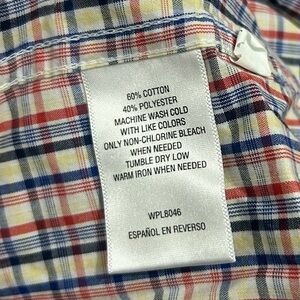 60% COTTON
40% POLYESTER
MACHINE WASH COLD
WITH LIKE COLORS
ONLY NON-CHLORINE BLEACH
WHEN NEEDED
TUMBLE DRY LOW
WARM IRON WHEN NEEDED
WPLB046
ESPAÑOL EN REVERSO